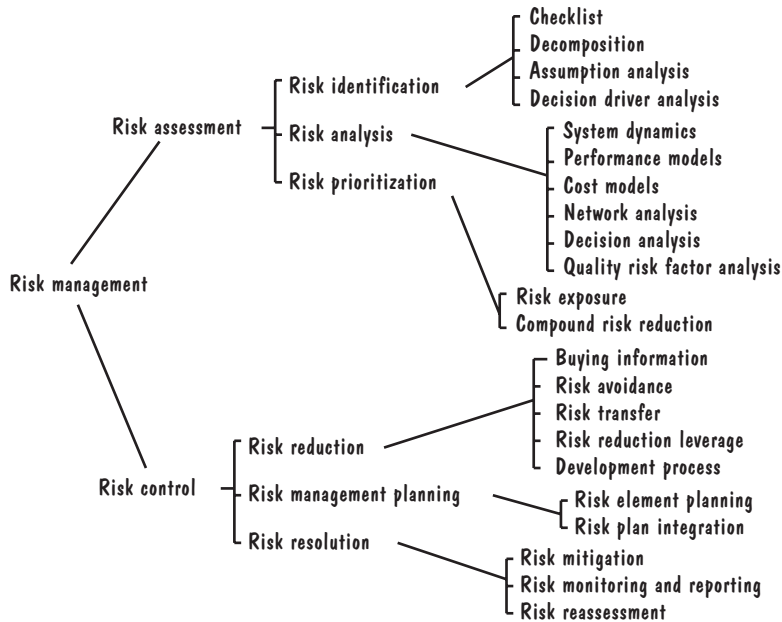 Checklist
Decomposition
Assumption analysis
Decision driver analysis
Risk identification
Risk assessment
Risk analysis
Risk prioritization
System dynamics
Performance models
Cost models
Network analysis
Decision analysis
Quality risk factor analysis
Risk management
Risk exposure
Compound risk reduction
Buying information
Risk avoidance
Risk transfer
Risk reduction leverage
Development process
Risk reduction
Risk control
Risk management planning
Risk element planning
Risk plan integration
Risk resolution
Risk mitigation
Risk monitoring and reporting
Risk reassessment